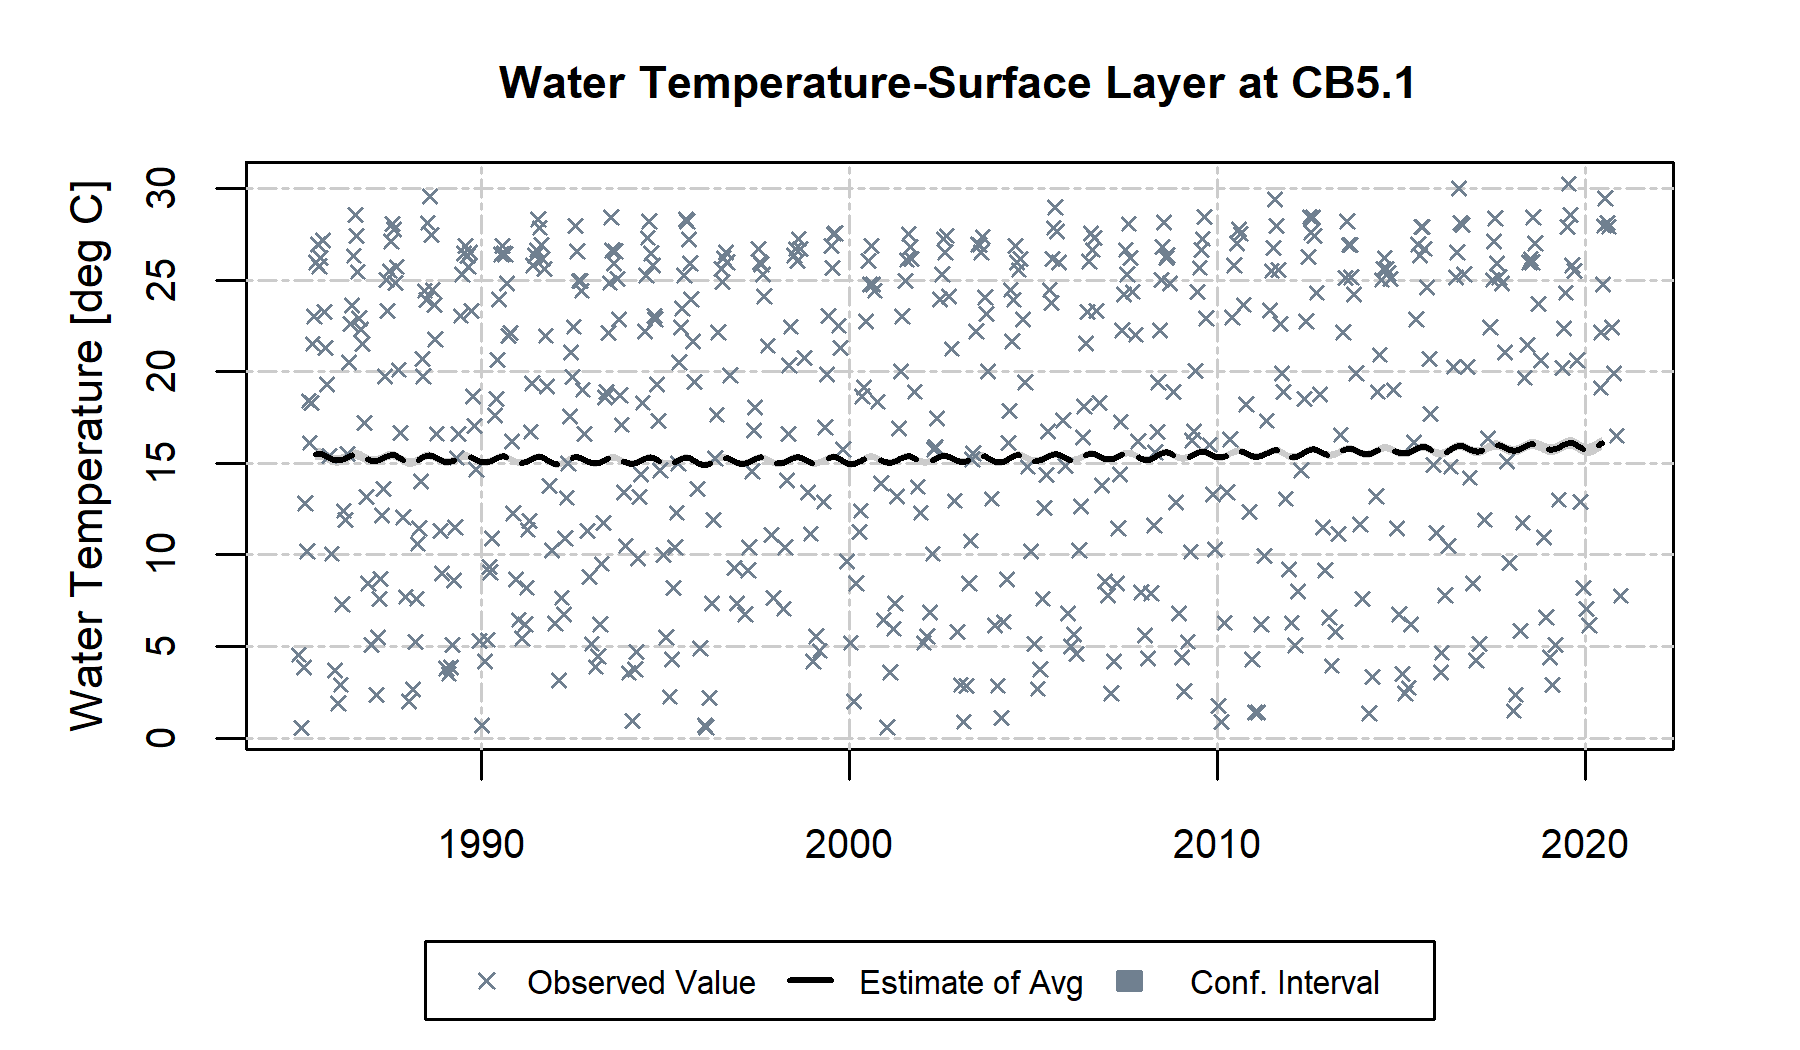 Water Temperature-Surface Layer at CB5.1
Water Temperature [deg C]
30
25
20
15
10
5
0
1990 2000 2010 2020
Observed Value Estimate of Avg Conf. Interval